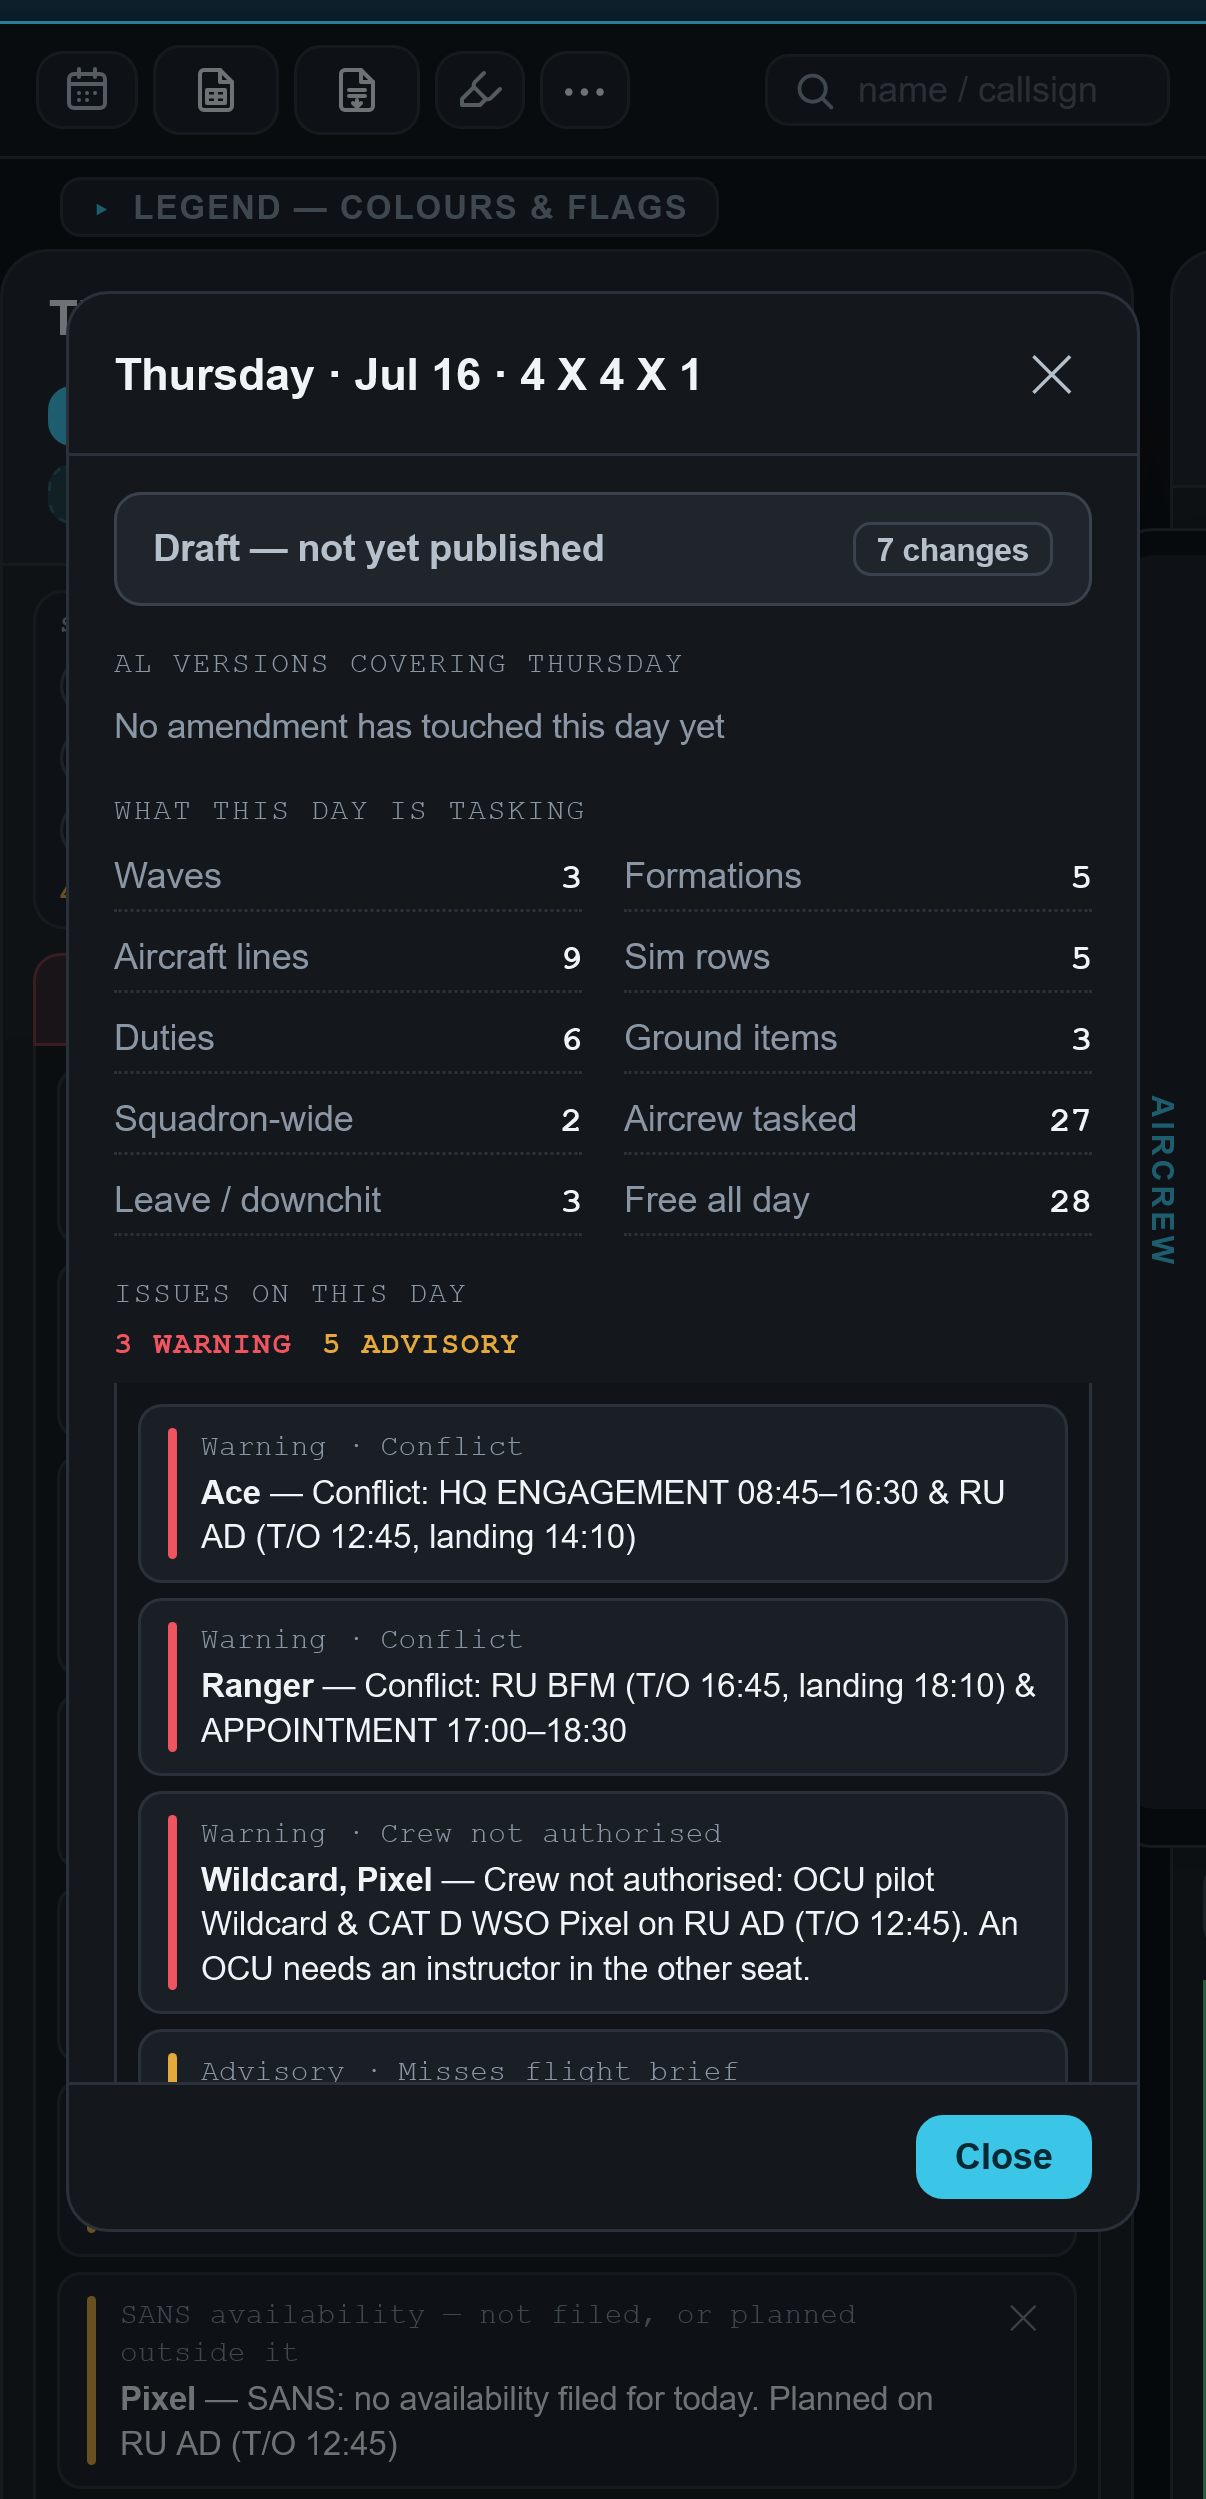 name / callsign
LEGEND — COLOURS & FLAGS
Thursday · Jul 16 · 4 X 4 X 1
Draft — not yet published
7 changes
AL VERSIONS COVERING THURSDAY
No amendment has touched this day yet
WHAT THIS DAY IS TASKING
Waves 3
Formations 5
Aircraft lines 9
Sim rows 5
Duties 6
Ground items 3
Squadron-wide 2
Aircrew tasked 27
Leave / downchit 3
Free all day 28
AIRCREW
ISSUES ON THIS DAY
3 WARNING 5 ADVISORY
Warning · Conflict
Ace — Conflict: HQ ENGAGEMENT 08:45–16:30 & RU
AD (T/O 12:45, landing 14:10)
Warning · Conflict
Ranger — Conflict: RU BFM (T/O 16:45, landing 18:10) &
APPOINTMENT 17:00–18:30
Warning · Crew not authorised
Wildcard, Pixel — Crew not authorised: OCU pilot
Wildcard & CAT D WSO Pixel on RU AD (T/O 12:45). An
OCU needs an instructor in the other seat.
Advisory · Misses flight brief
Close
SANS availability — not filed, or planned
outside it
Pixel — SANS: no availability filed for today. Planned on
RU AD (T/O 12:45)